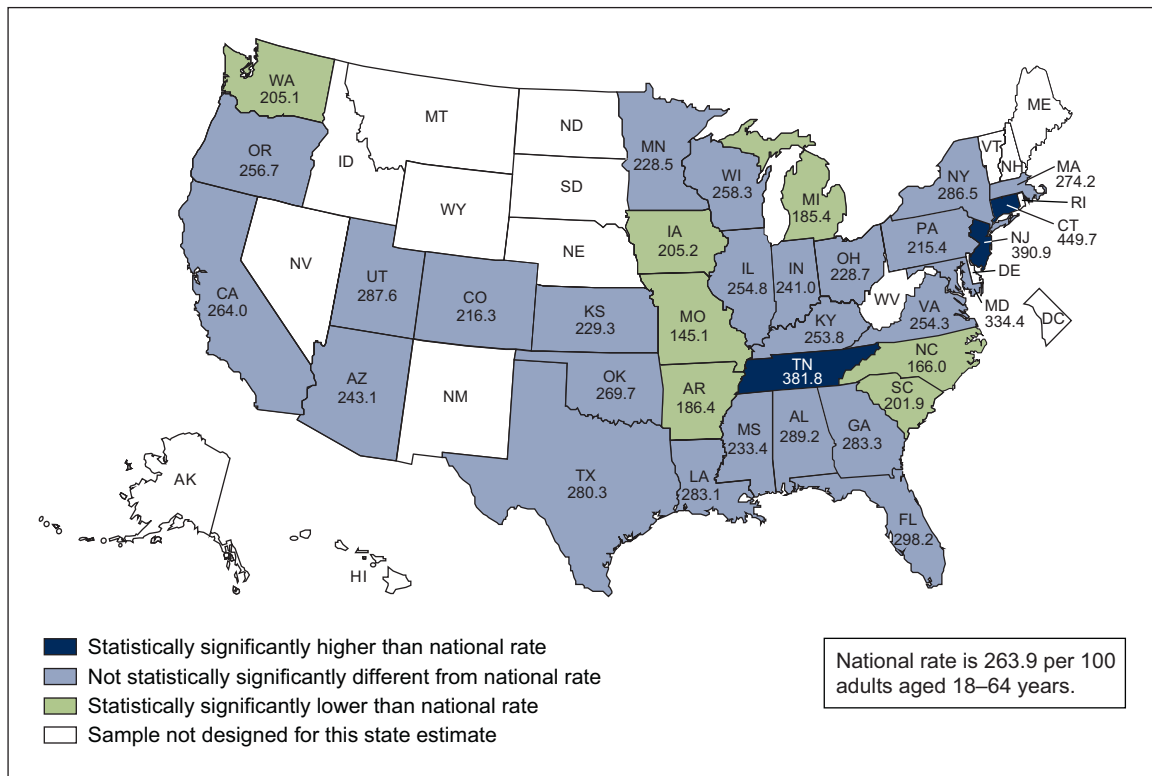 WA
205.1
MT
ND
ME
OR
256.7
ID
MN
228.5
VT
NH
MA
274.2
WI
258.3
NY
286.5
SD
MI
185.4
RI
WY
CT
449.7
IA
205.2
PA
215.4
NJ
390.9
NE
NV
UT
287.6
IL
254.8
IN
241.0
OH
228.7
DE
CA
264.0
CO
216.3
KS
229.3
MO
145.1
WV
VA
254.3
MD
334.4
DC
KY
253.8
TN
381.8
NC
166.0
AZ
243.1
NM
OK
269.7
AR
186.4
SC
201.9
MS
233.4
AL
289.2
GA
283.3
AK
TX
280.3
LA
283.1
FL
298.2
HI
Statistically significantly higher than national rate
Not statistically significantly different from national rate
Statistically significantly lower than national rate
Sample not designed for this state estimate
National rate is 263.9 per 100
adults aged 18–64 years.